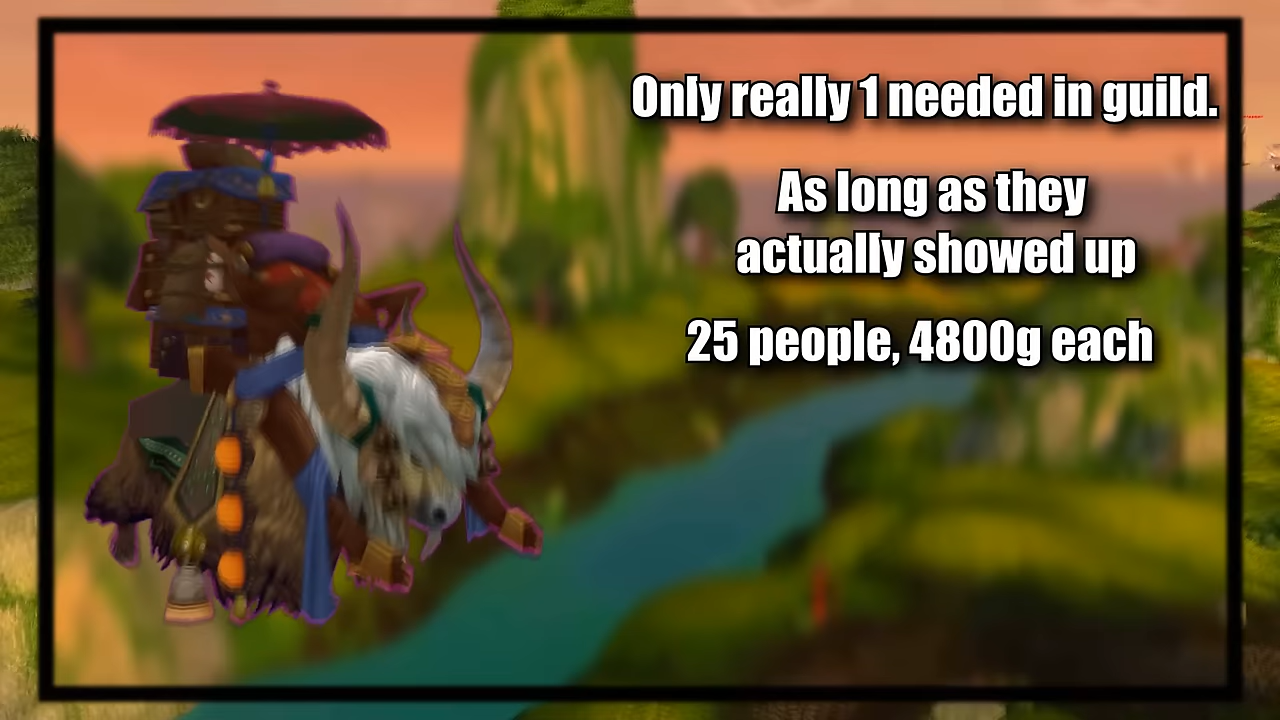 Only really 1 needed in guild.
As long as they
actually showed up
25 people, 4800g each